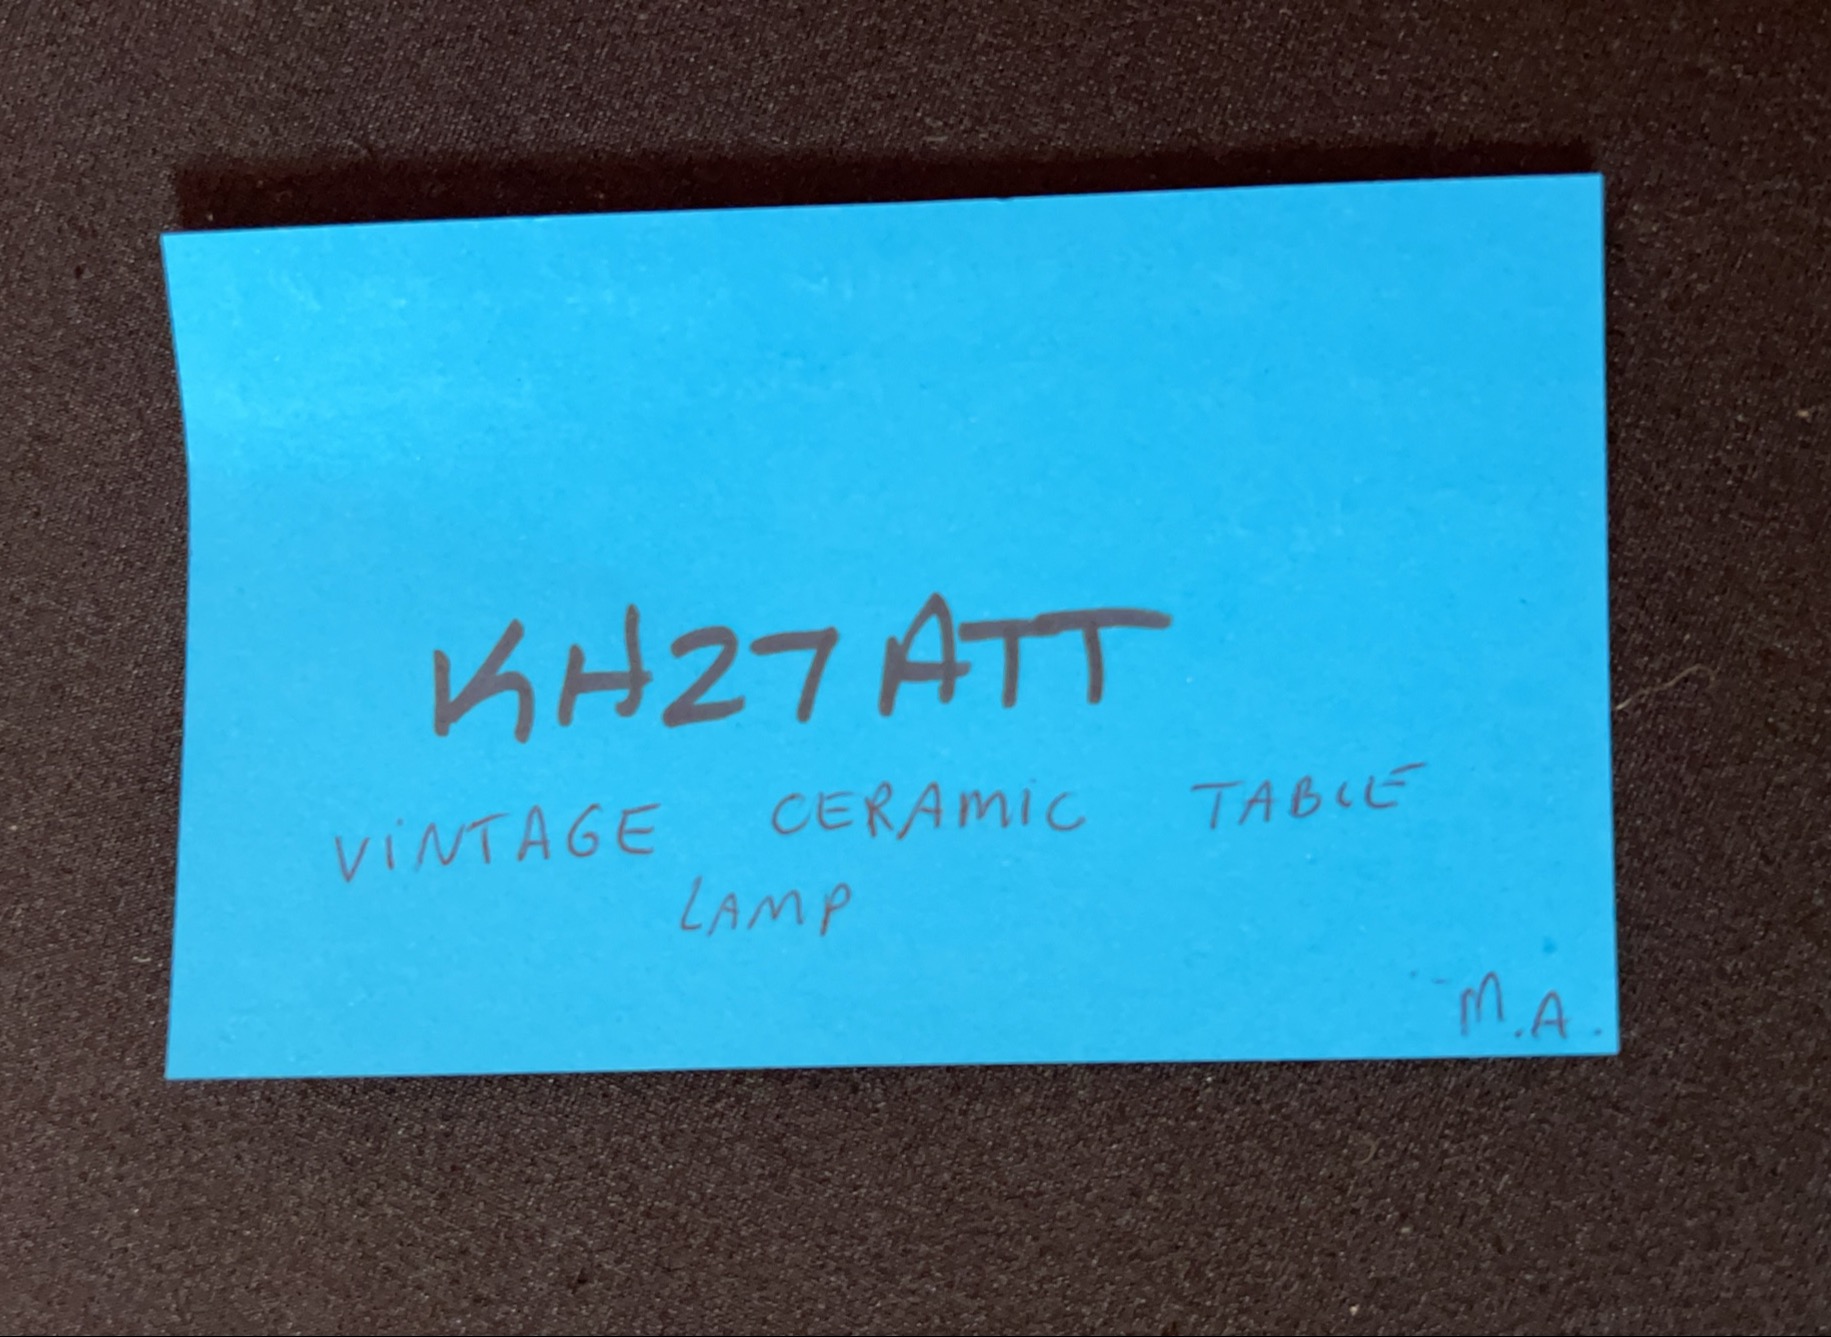 KH27ATT
VINTAGE CERAMIC TABLE
LAMP
M.A.